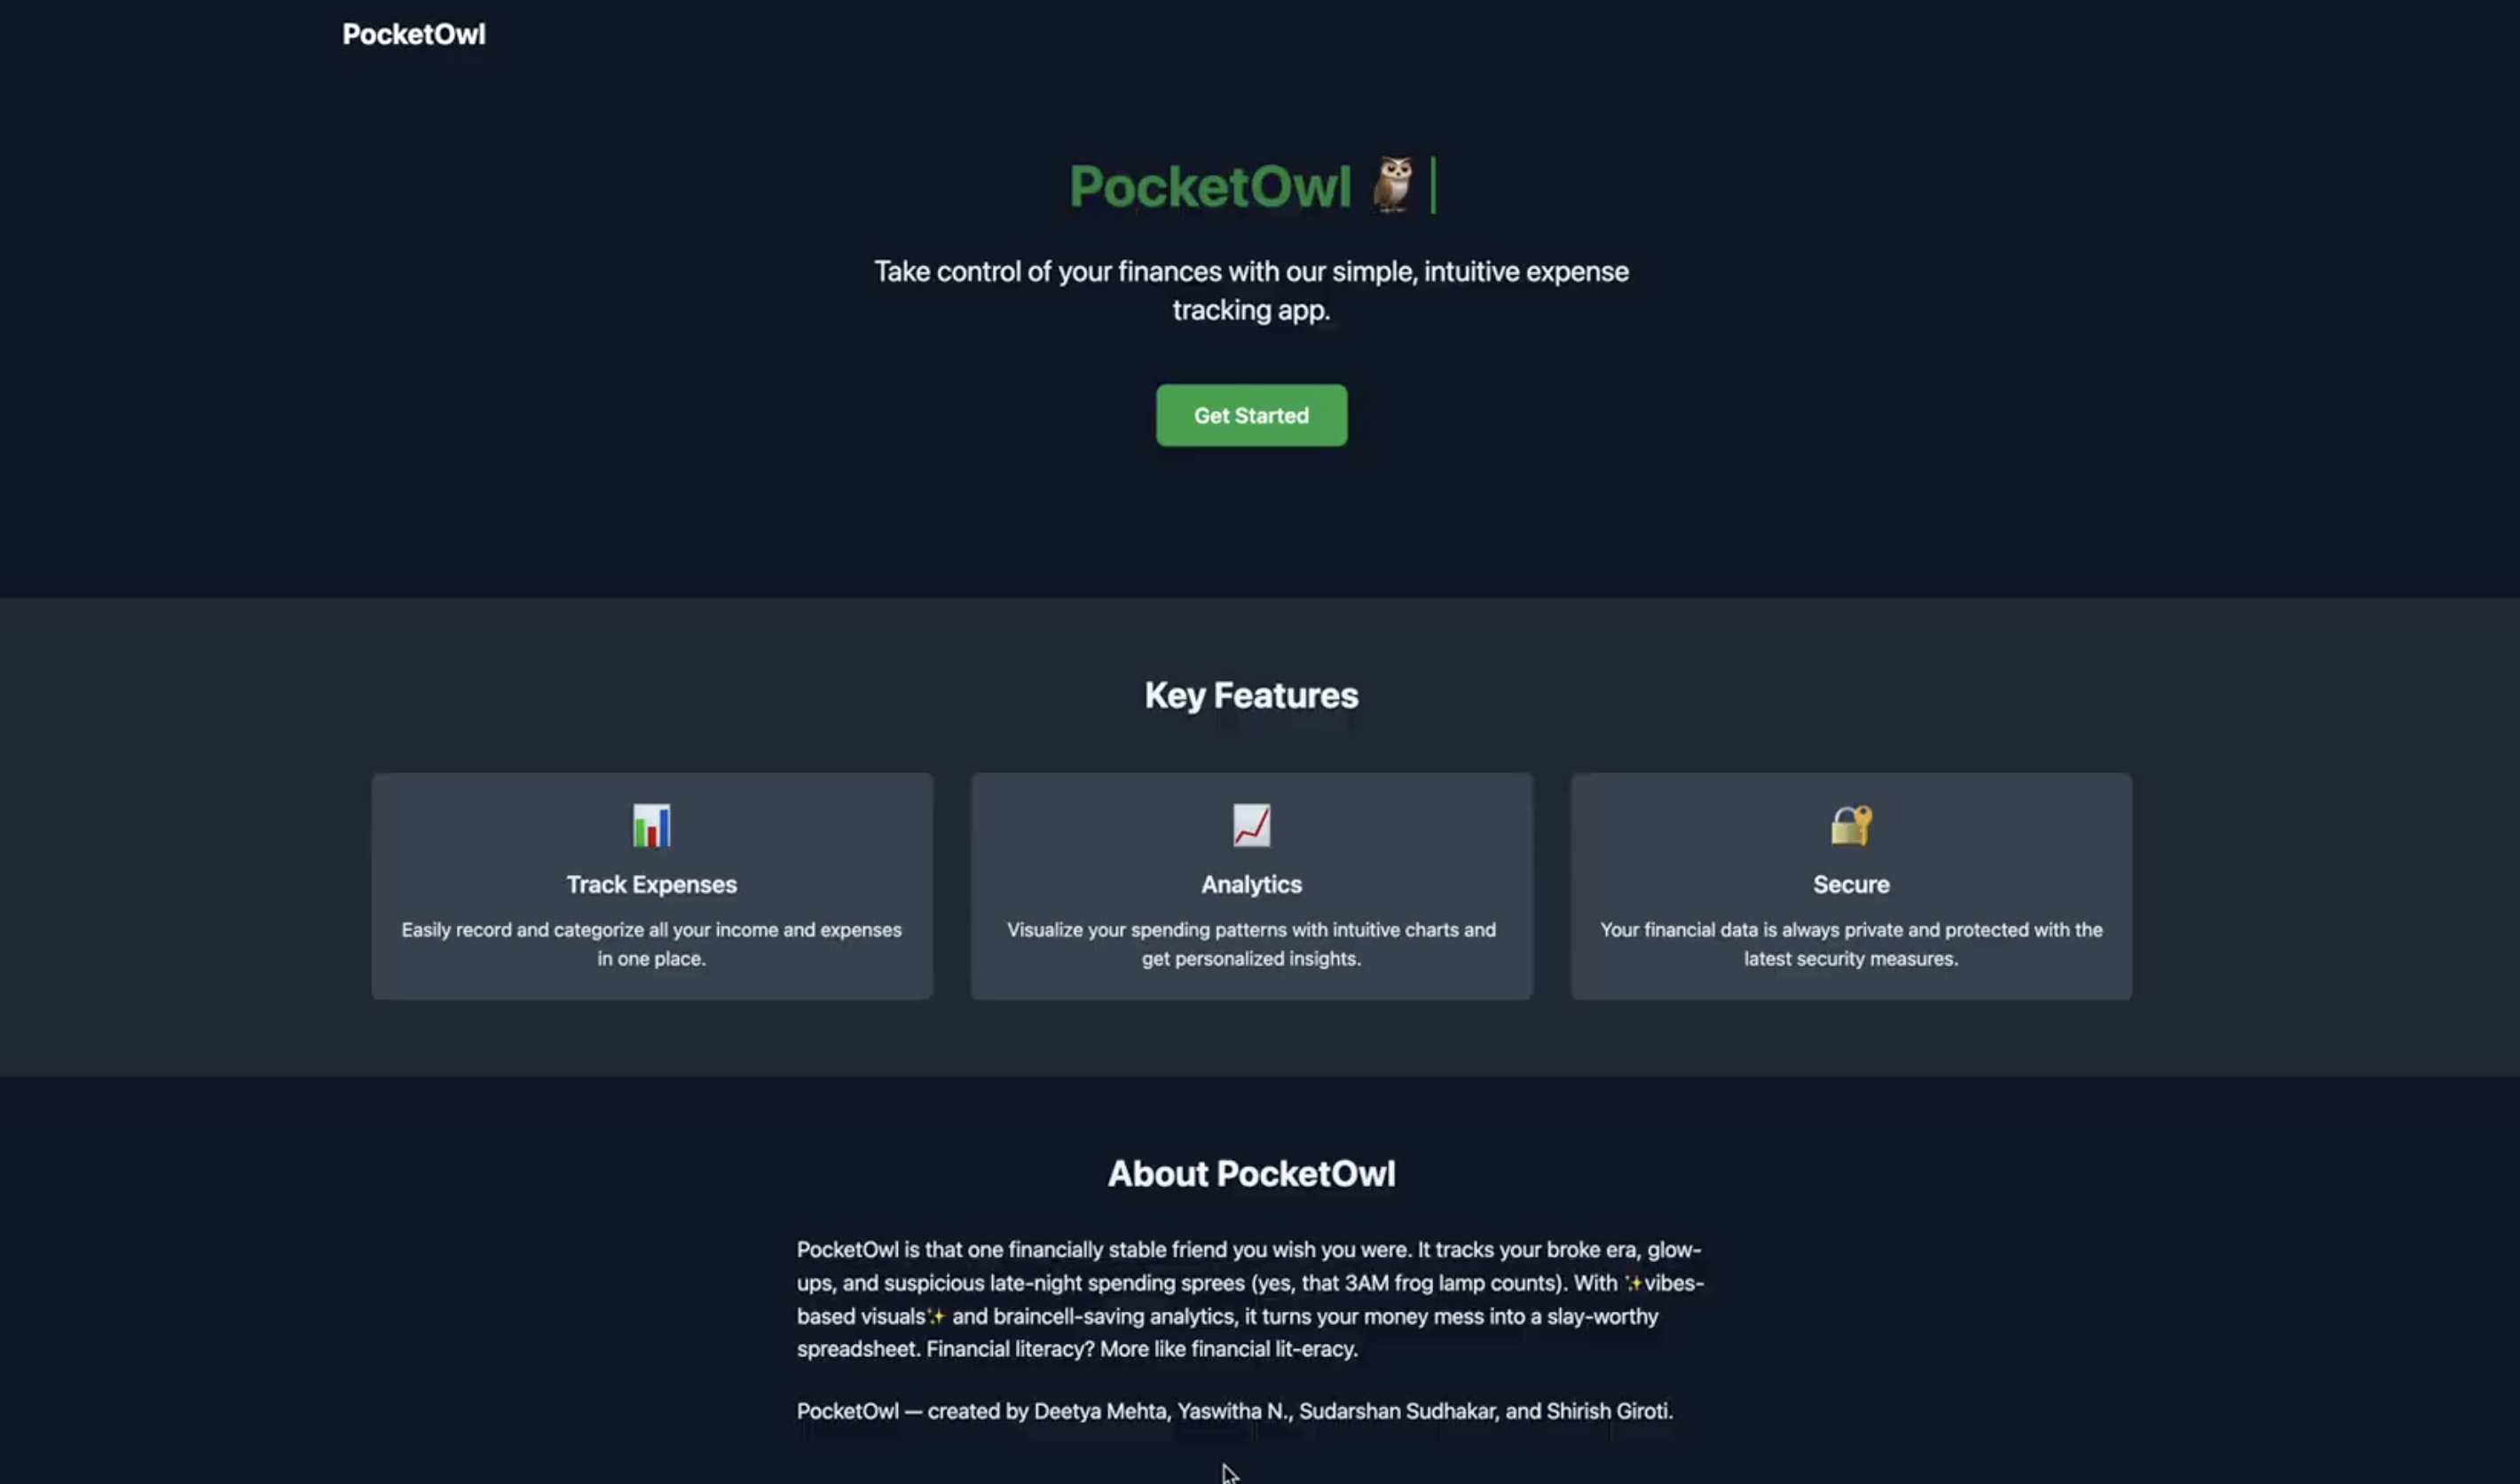 PocketOwl
PocketOwl 🦉
Take control of your finances with our simple, intuitive expense
tracking app.
Get Started
Key Features
Track Expenses
Easily record and categorize all your income and expenses
in one place.
Analytics
Visualize your spending patterns with intuitive charts and
get personalized insights.
Secure
Your financial data is always private and protected with the
latest security measures.
About PocketOwl
PocketOwl is that one financially stable friend you wish you were. It tracks your broke era, glow-
ups, and suspicious late-night spending sprees (yes, that 3AM frog lamp counts). With ✨vibes-
based visuals✨ and braincell-saving analytics, it turns your money mess into a slay-worthy
spreadsheet. Financial literacy? More like financial lit-eracy.
PocketOwl — created by Deetya Mehta, Yaswitha N., Sudarshan Sudhakar, and Shirish Giroti.